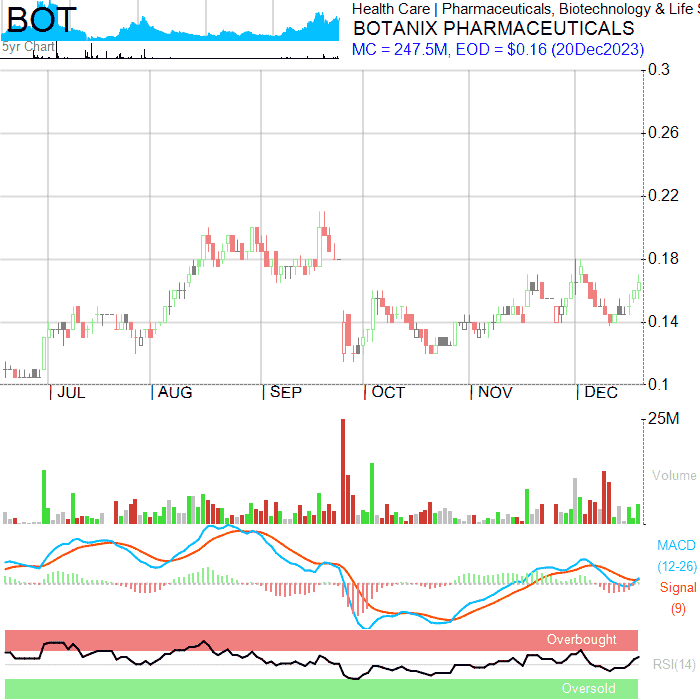 BOT
Health Care | Pharmaceuticals, Biotechnology & Life S
BOTANIX PHARMACEUTICALS
MC = 247.5M, EOD = $0.16 (20Dec2023)
5yr Chart
0.3
0.26
0.22
0.18
0.14
0.1
JUL AUG SEP OCT NOV DEC
25M
Volume
MACD
(12-26)
Signal
(9)
Overbought
RSI(14)
Oversold